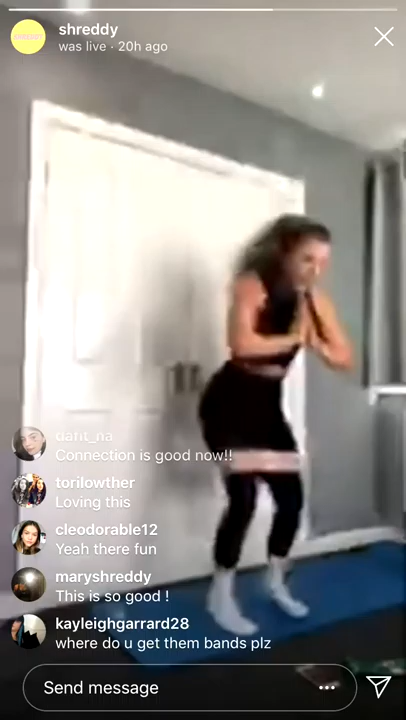 shreddy
was live · 20h ago
Connection is good now!!
torilowther
Loving this
cleodorable12
Yeah there fun
maryshreddy
This is so good !
kayleighgarrard28
where do u get them bands plz
Send message